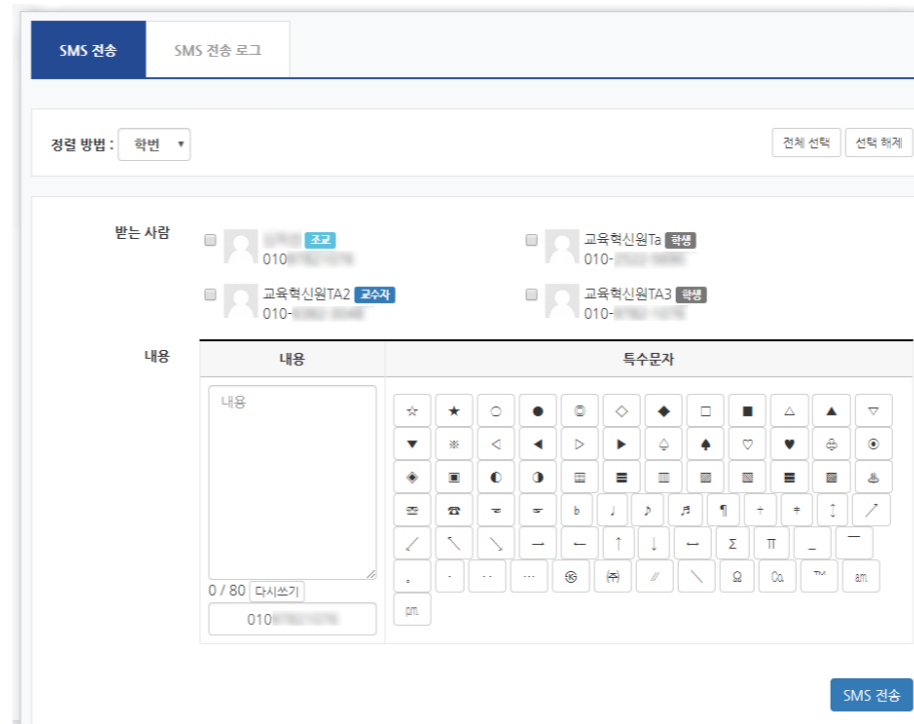 SMS 전송 SMS 전송 로그
정렬 방법 : 학번 ▼ 전체 선택 선택 해제
받는 사람
조교
010
교육혁신원Ta 학생
010-
교육혁신원TA2 교수자
010-
교육혁신원TA3 학생
010-
내용
내용 특수문자
내용
☆ ★ ○ ● ◎ ◇ ◆ □ ■ △ ▲ ▽
▼ ※ ◁ ◀ ▷ ▶ ♤ ♠ ♡ ♥ ♧ ⊙
◈ ▣ ◐ ◑ ▤ ▥ ▨ ▧ ▦ ▩ ♨
☏ ☎ ☜ ☞ ♭ ♩ ♪ ♬ ¶ † ‡ ↕ ↗
↙ ↖ ↘ → ← ↑ ↓ ↔ Σ Π _ ￣
。 · ‥ … ㉿ ㈜ ∥ ＼ Ω ㏇ ™ ㏂
㏘
0 / 80 다시쓰기
010
SMS 전송